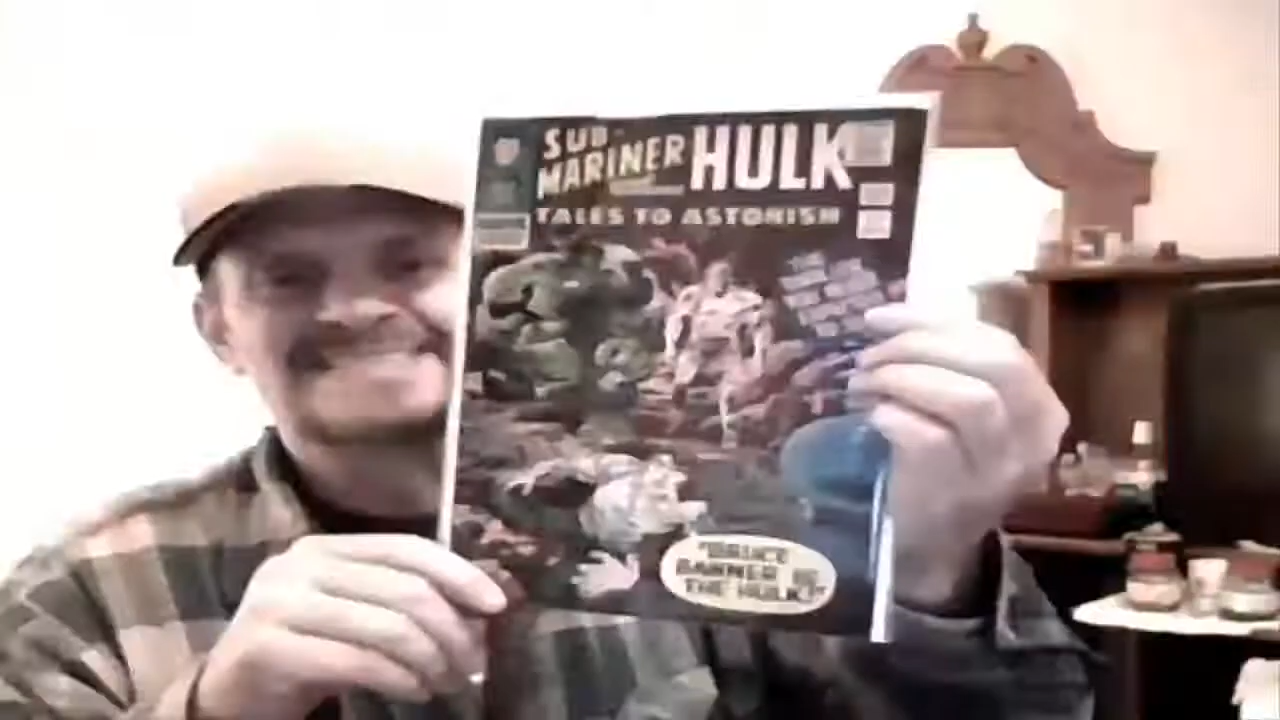 SUB-
MARINER
HULK
TALES TO ASTONISH
"BRUCE
BANNER IS
THE HULK!"